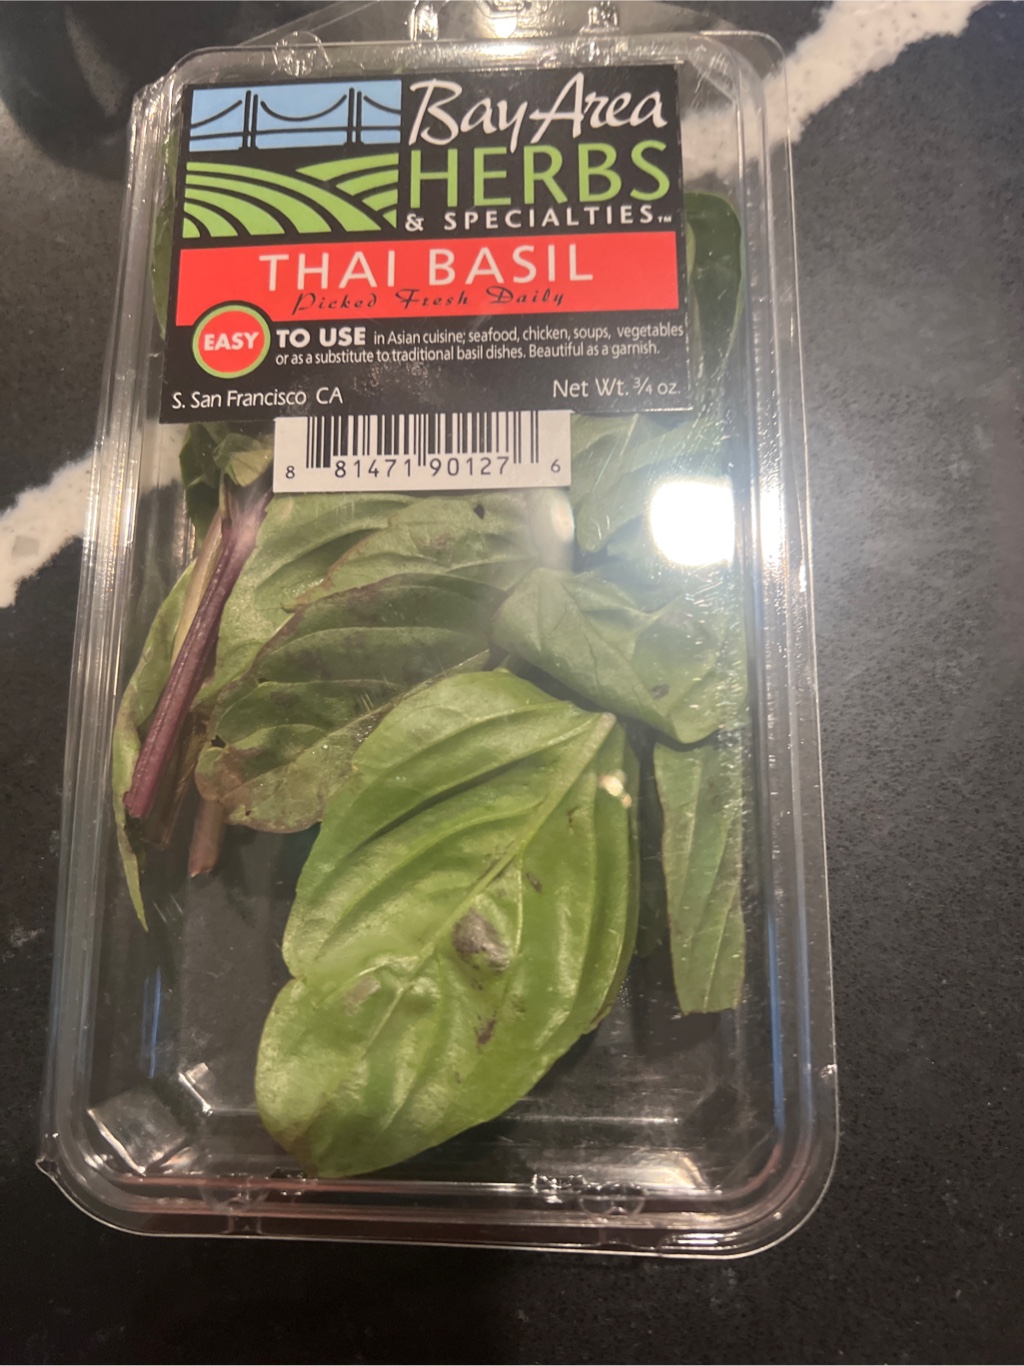 Bay Area
HERBS
& SPECIALTIES™
THAI BASIL
Picked Fresh Daily
EASY TO USE in Asian cuisine; seafood, chicken, soups, vegetables
or as a substitute to traditional basil dishes. Beautiful as a garnish.
S. San Francisco CA Net Wt. ¾ oz.
8 81471 90127 6